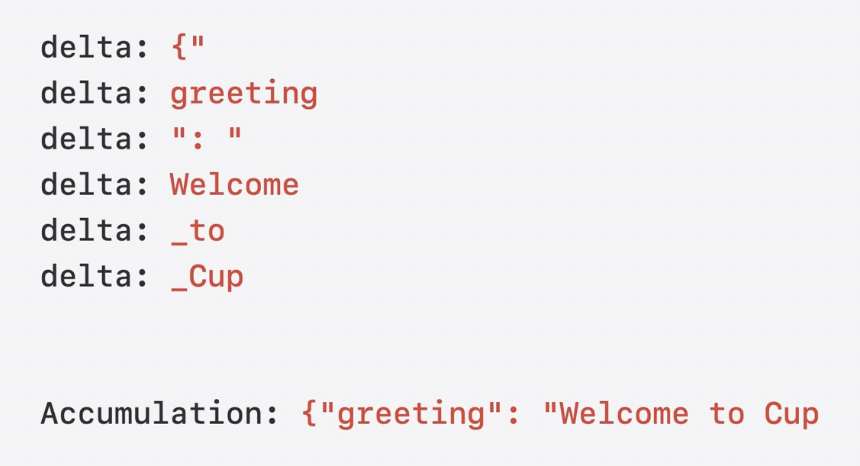 delta: {"
delta: greeting
delta: ": "
delta: Welcome
delta: _to
delta: _Cup
Accumulation: {"greeting": "Welcome to Cup